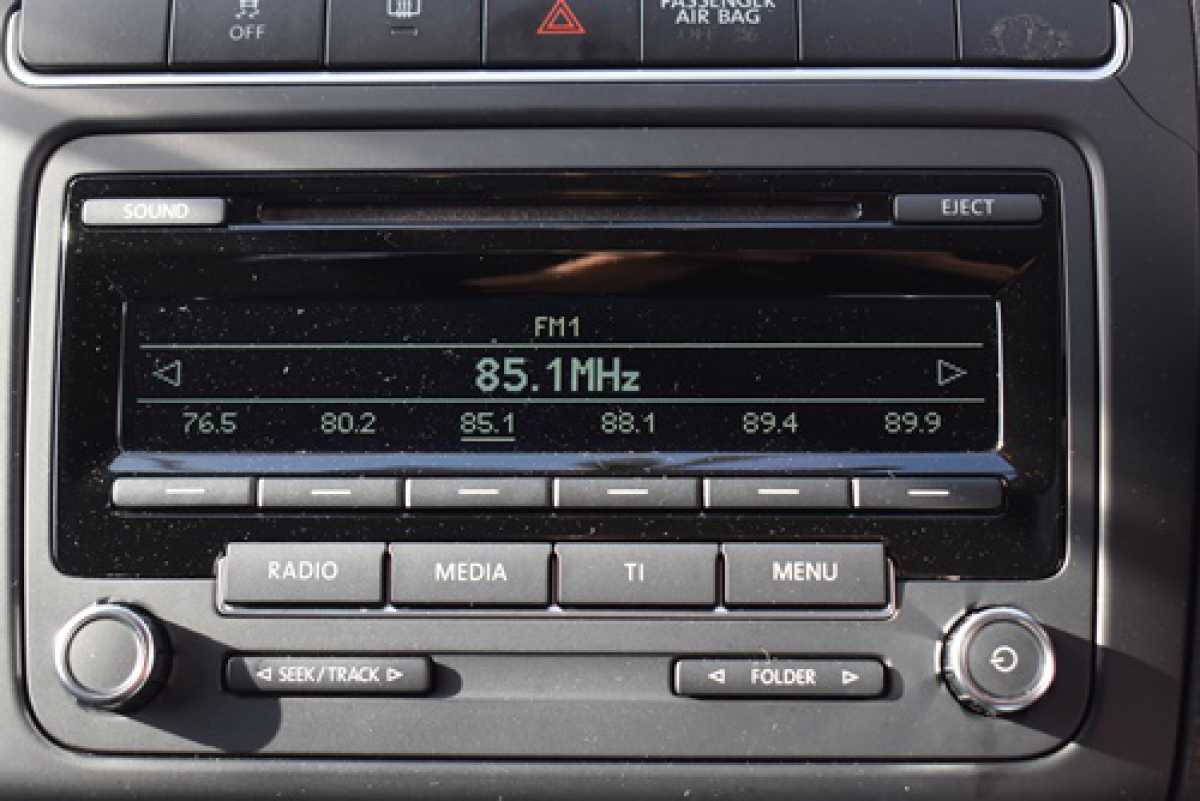 OFF
PASSENGER
AIR BAG
SOUND
EJECT
FM1
85.1MHz
76.5 80.2 85.1 88.1 89.4 89.9
RADIO MEDIA TI MENU
SEEK/TRACK
FOLDER